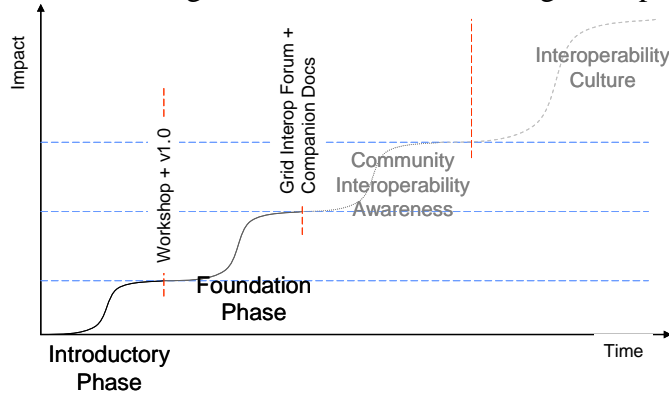 Impact
Workshop + v1.0
Grid Interop Forum +
Companion Docs
Interoperability
Culture
Community
Interoperability
Awareness
Foundation
Phase
Introductory
Phase
Time